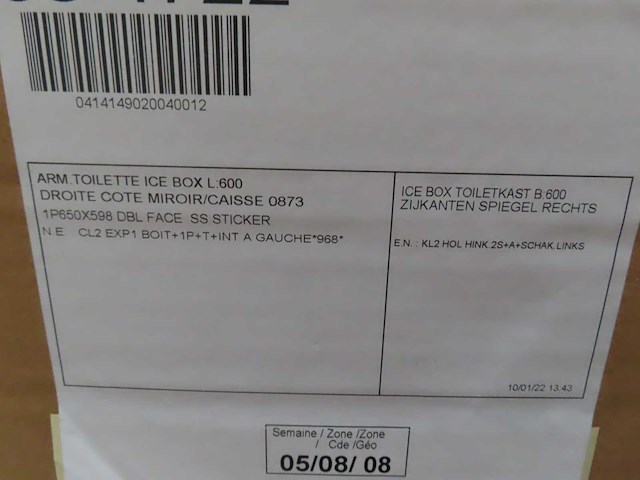 0414149020040012
ARM.TOILETTE ICE BOX L:600
DROITE COTE MIROIR/CAISSE 0873
1P650X598 DBL FACE SS STICKER
N.E CL2 EXP1 BOIT+1P+T+INT A GAUCHE*968*
ICE BOX TOILETKAST B:600
ZIJKANTEN SPIEGEL RECHTS
E.N. : KL2 HOL HINK.2S+A+SCHAK.LINKS
10/01/22 13:43
Semaine / Zone /Zone
/ Cde /Géo
05/08/ 08